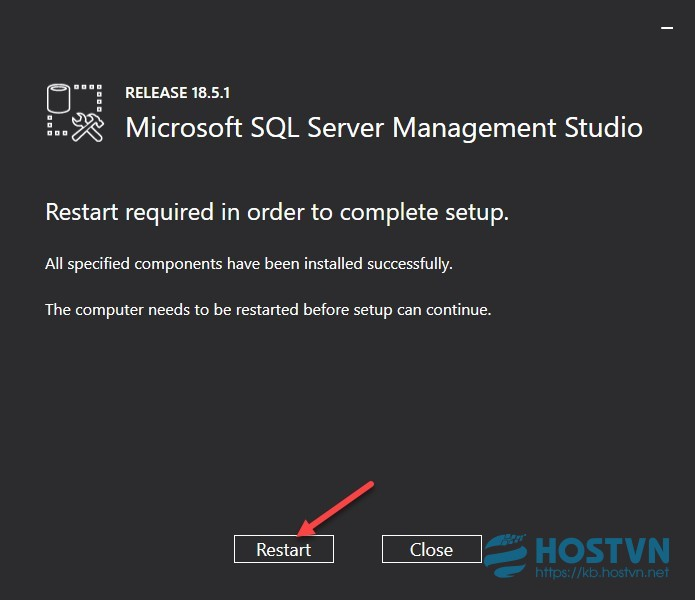 RELEASE 18.5.1
Microsoft SQL Server Management Studio
Restart required in order to complete setup.
All specified components have been installed successfully.
The computer needs to be restarted before setup can continue.
Restart
Close
HOSTVN
https://kb.hostvn.net